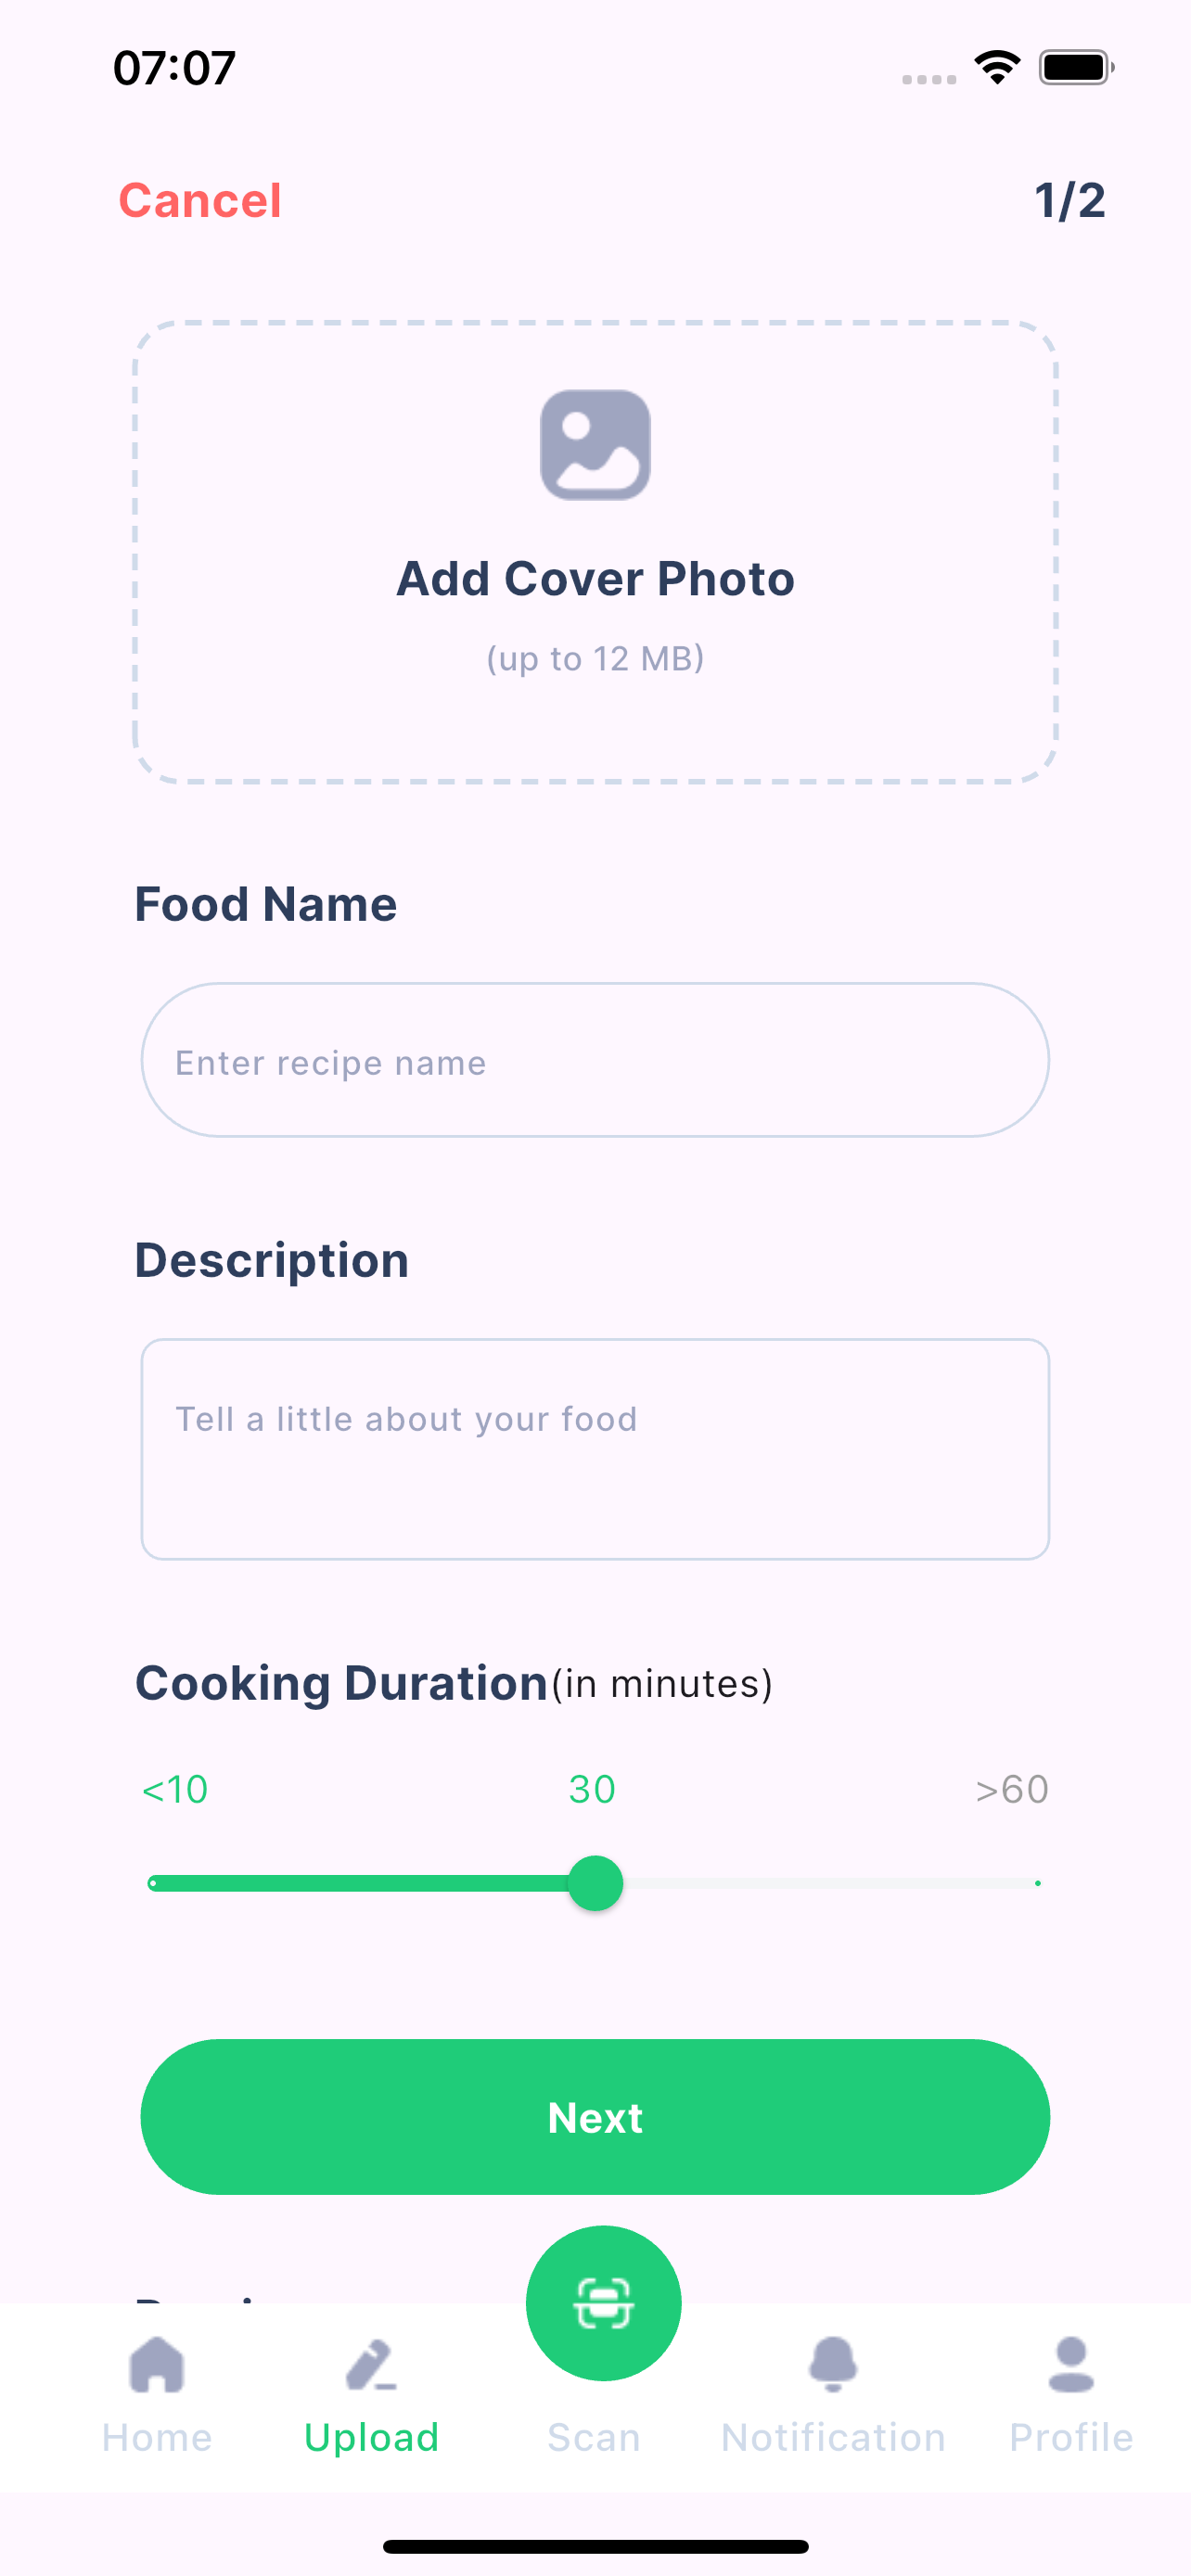 07:07
Cancel 1/2
Add Cover Photo
(up to 12 MB)
Food Name
Enter recipe name
Description
Tell a little about your food
Cooking Duration(in minutes)
<10 30 >60
Next
Home Upload Scan Notification Profile